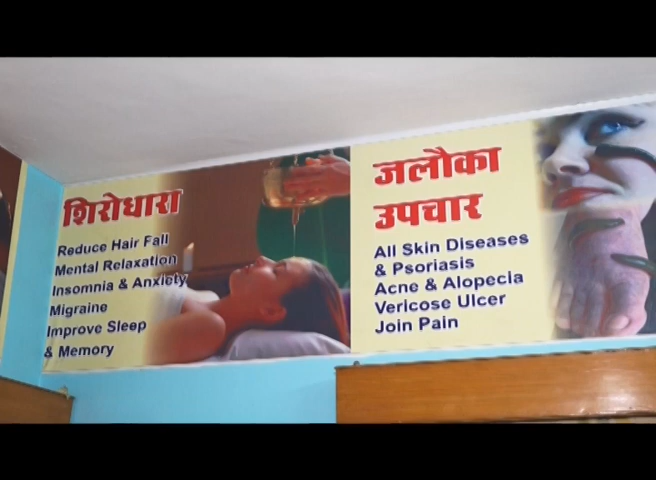 शिरोधारा
Reduce Hair Fall
Mental Relaxation
Insomnia & Anxiety
Migraine
Improve Sleep
& Memory
जलौका
उपचार
All Skin Diseases
& Psoriasis
Acne & Alopecia
Vericose Ulcer
Join Pain